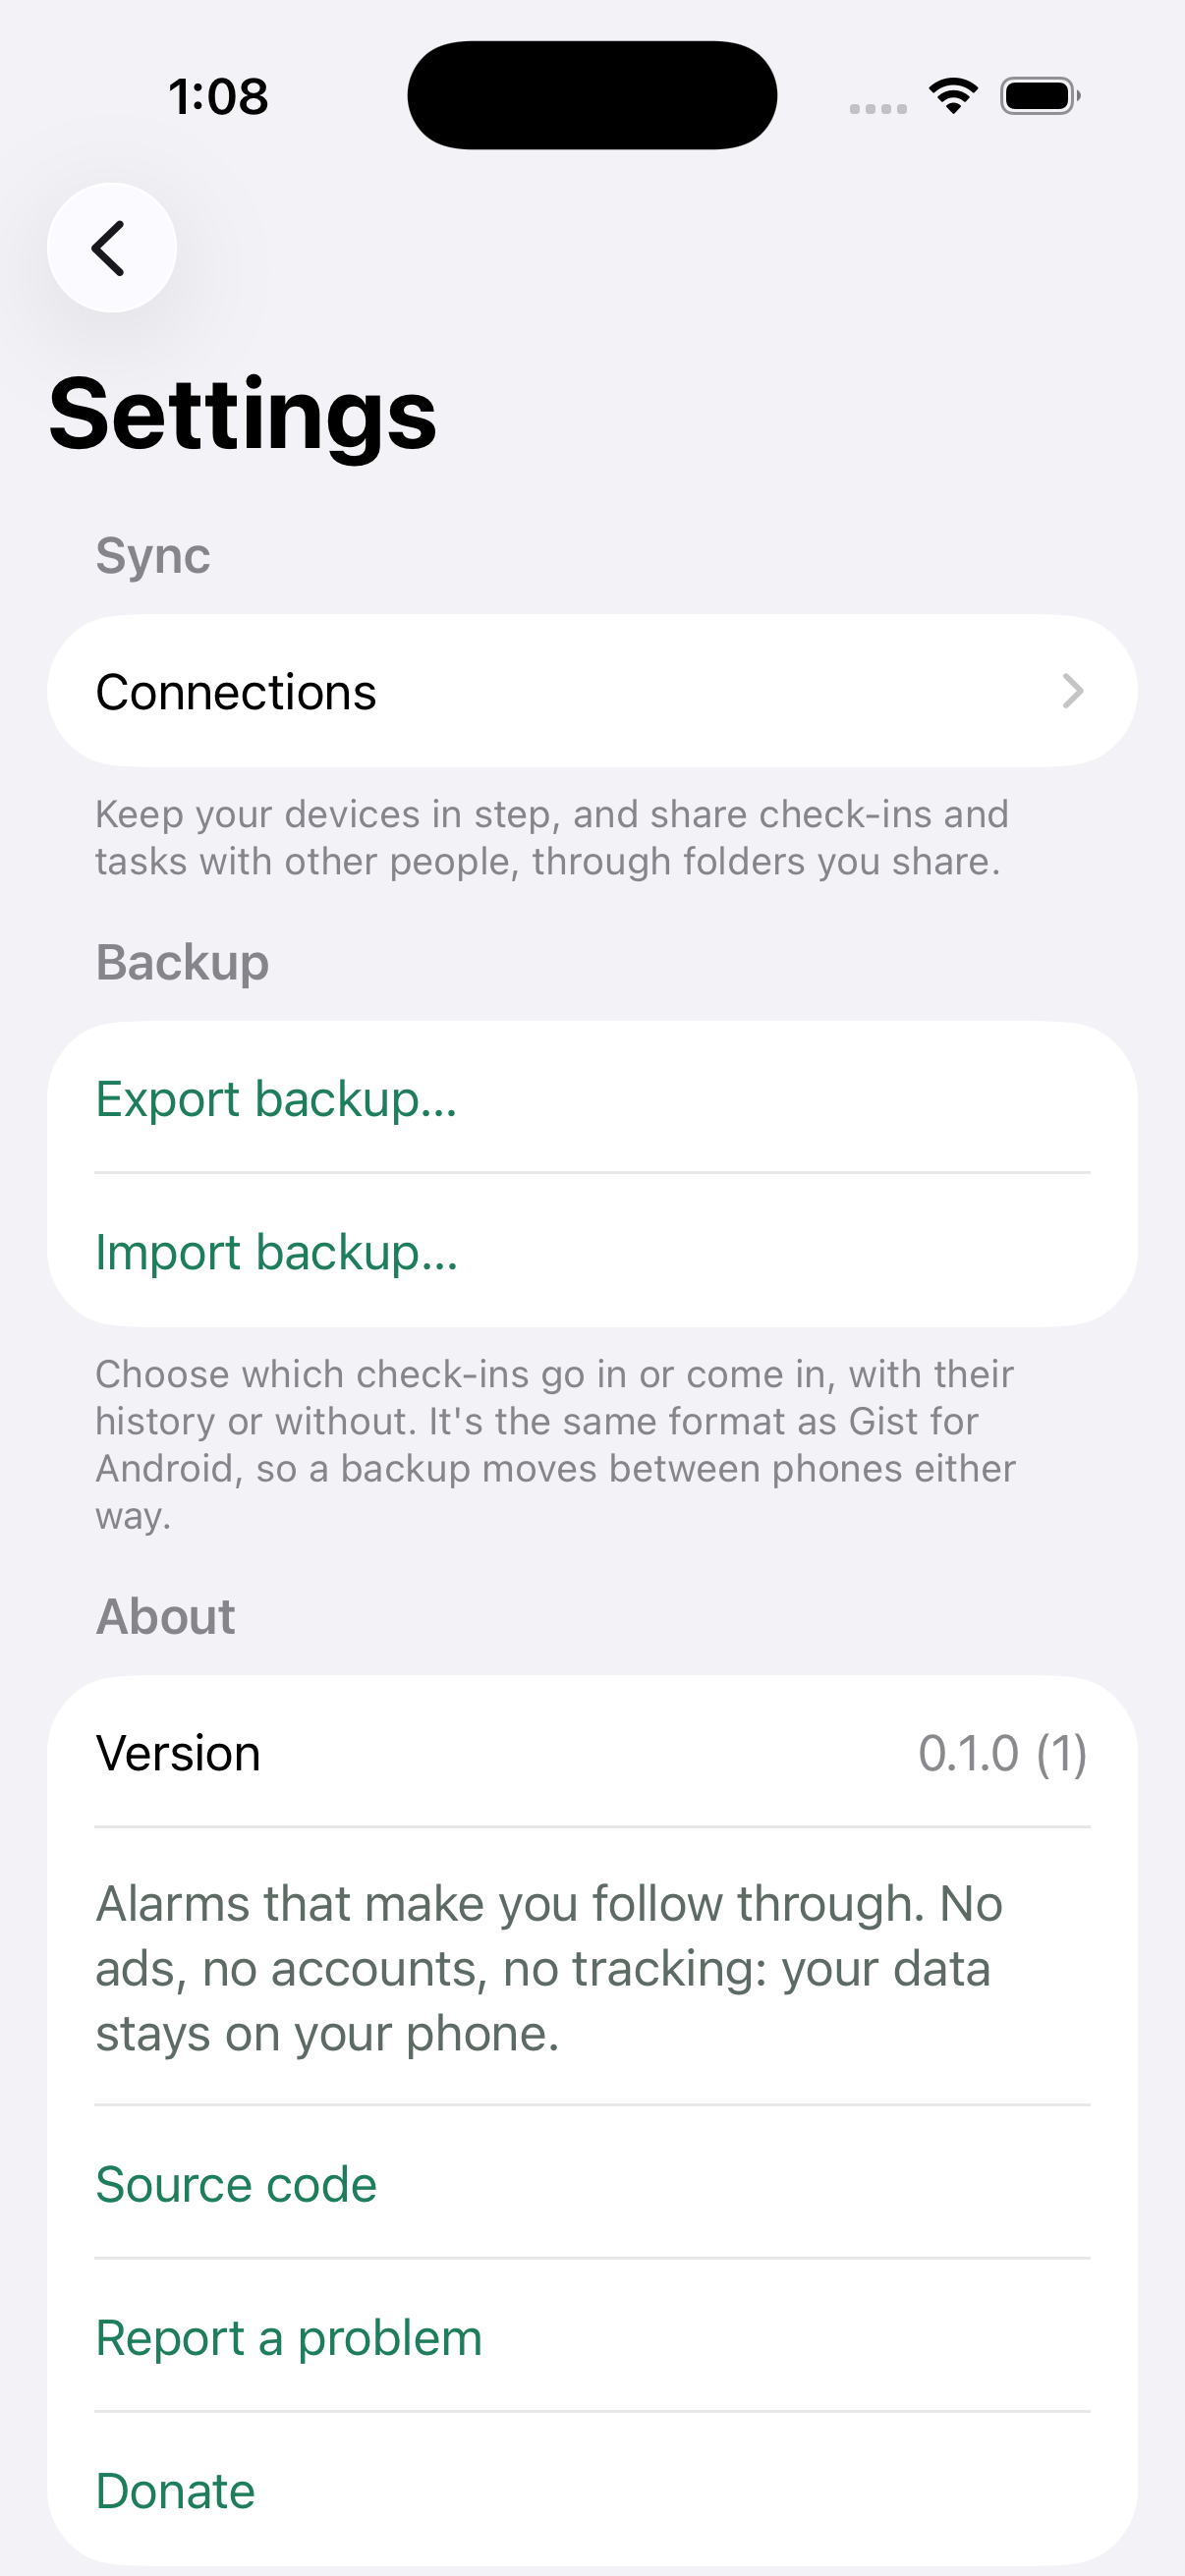 1:08
Settings
Sync
Connections
Keep your devices in step, and share check-ins and
tasks with other people, through folders you share.
Backup
Export backup...
Import backup...
Choose which check-ins go in or come in, with their
history or without. It's the same format as Gist for
Android, so a backup moves between phones either
way.
About
Version 0.1.0 (1)
Alarms that make you follow through. No
ads, no accounts, no tracking: your data
stays on your phone.
Source code
Report a problem
Donate